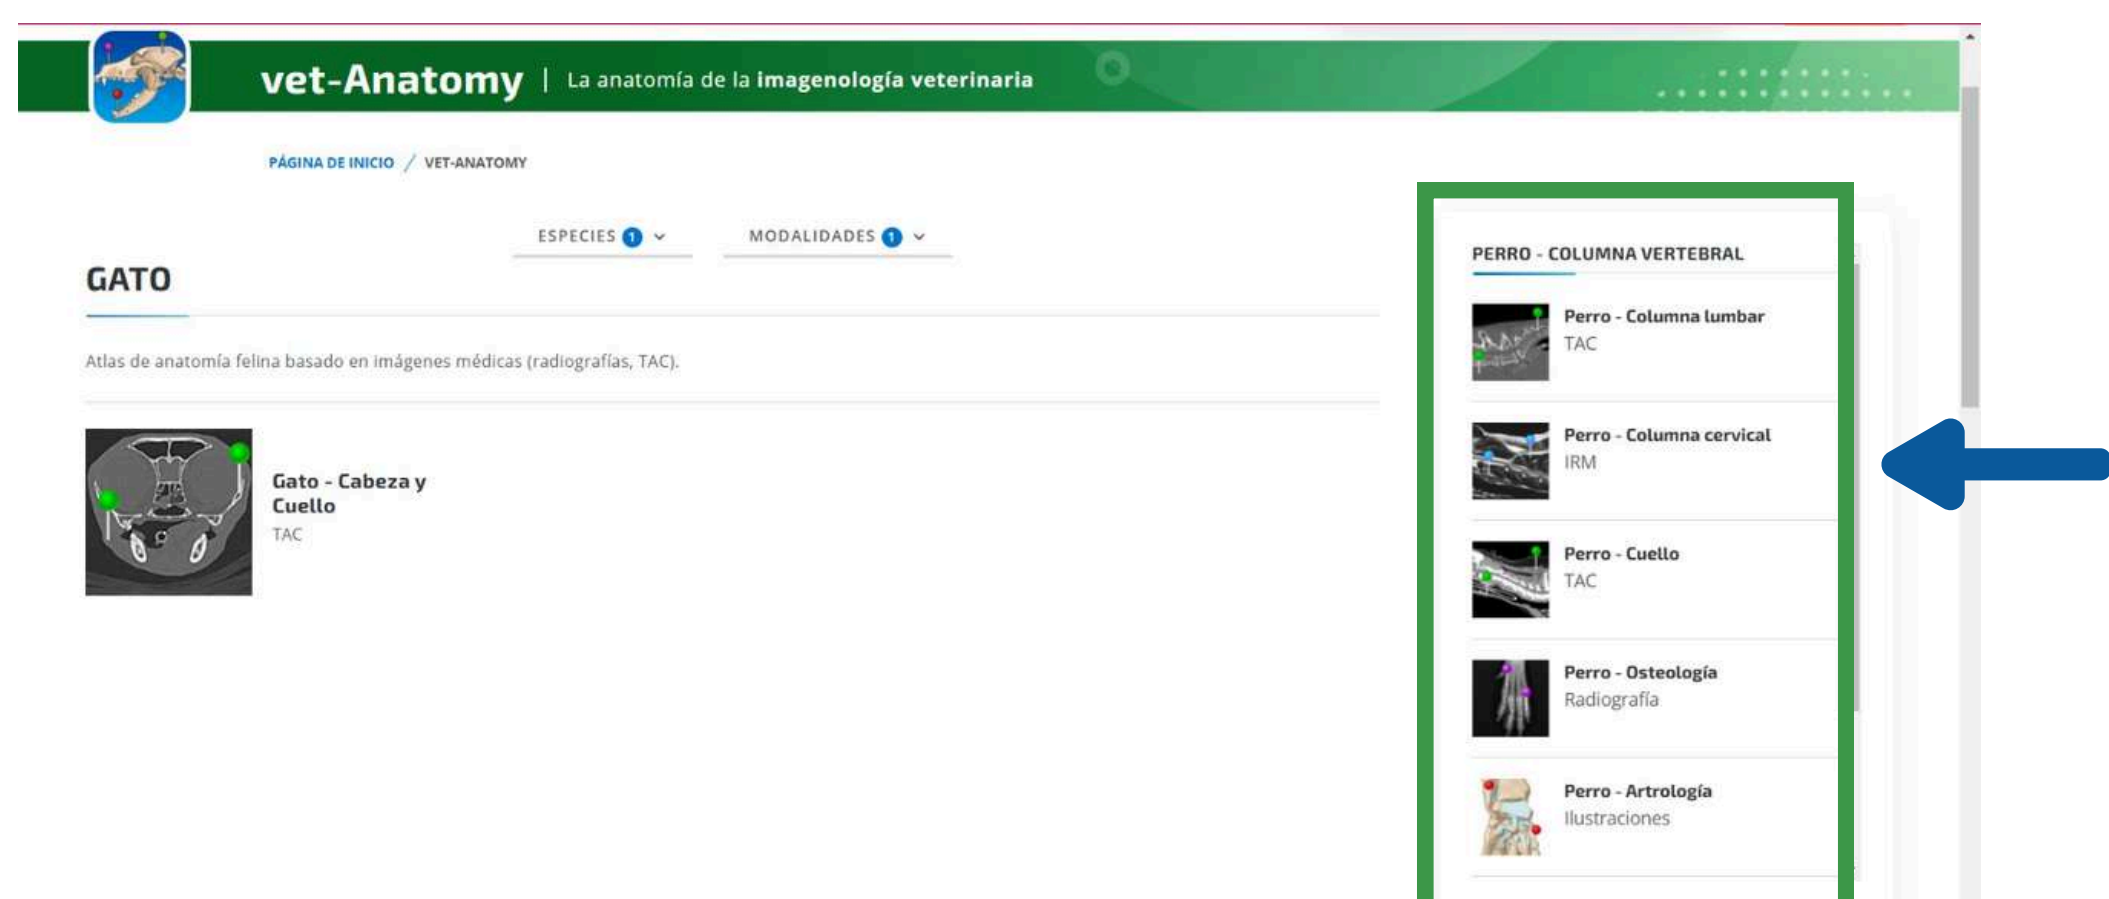 vet-Anatomy | La anatomía de la imagenología veterinaria
PÁGINA DE INICIO / VET-ANATOMY
ESPECIES 1
MODALIDADES 1
GATO
Atlas de anatomía felina basado en imágenes médicas (radiografías, TAC).
Gato - Cabeza y
Cuello
TAC
PERRO - COLUMNA VERTEBRAL
Perro - Columna lumbar
TAC
Perro - Columna cervical
IRM
Perro - Cuello
TAC
Perro - Osteología
Radiografía
Perro - Artrología
Ilustraciones